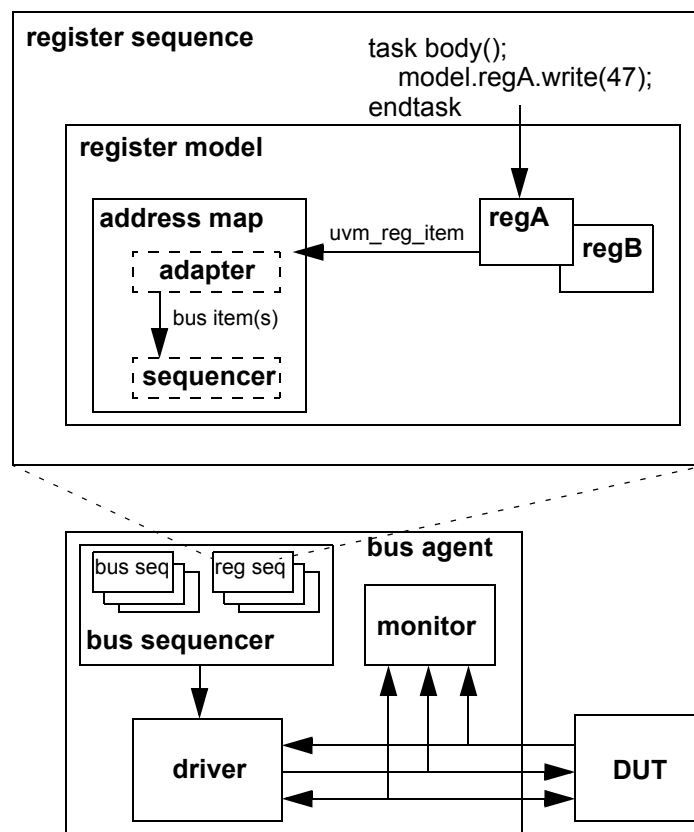 register sequence
task body();
model.regA.write(47);
endtask
register model
address map
regA
uvm_reg_item
regB
adapter
bus item(s)
sequencer
bus agent
bus seq
reg seq
bus sequencer
monitor
driver
DUT